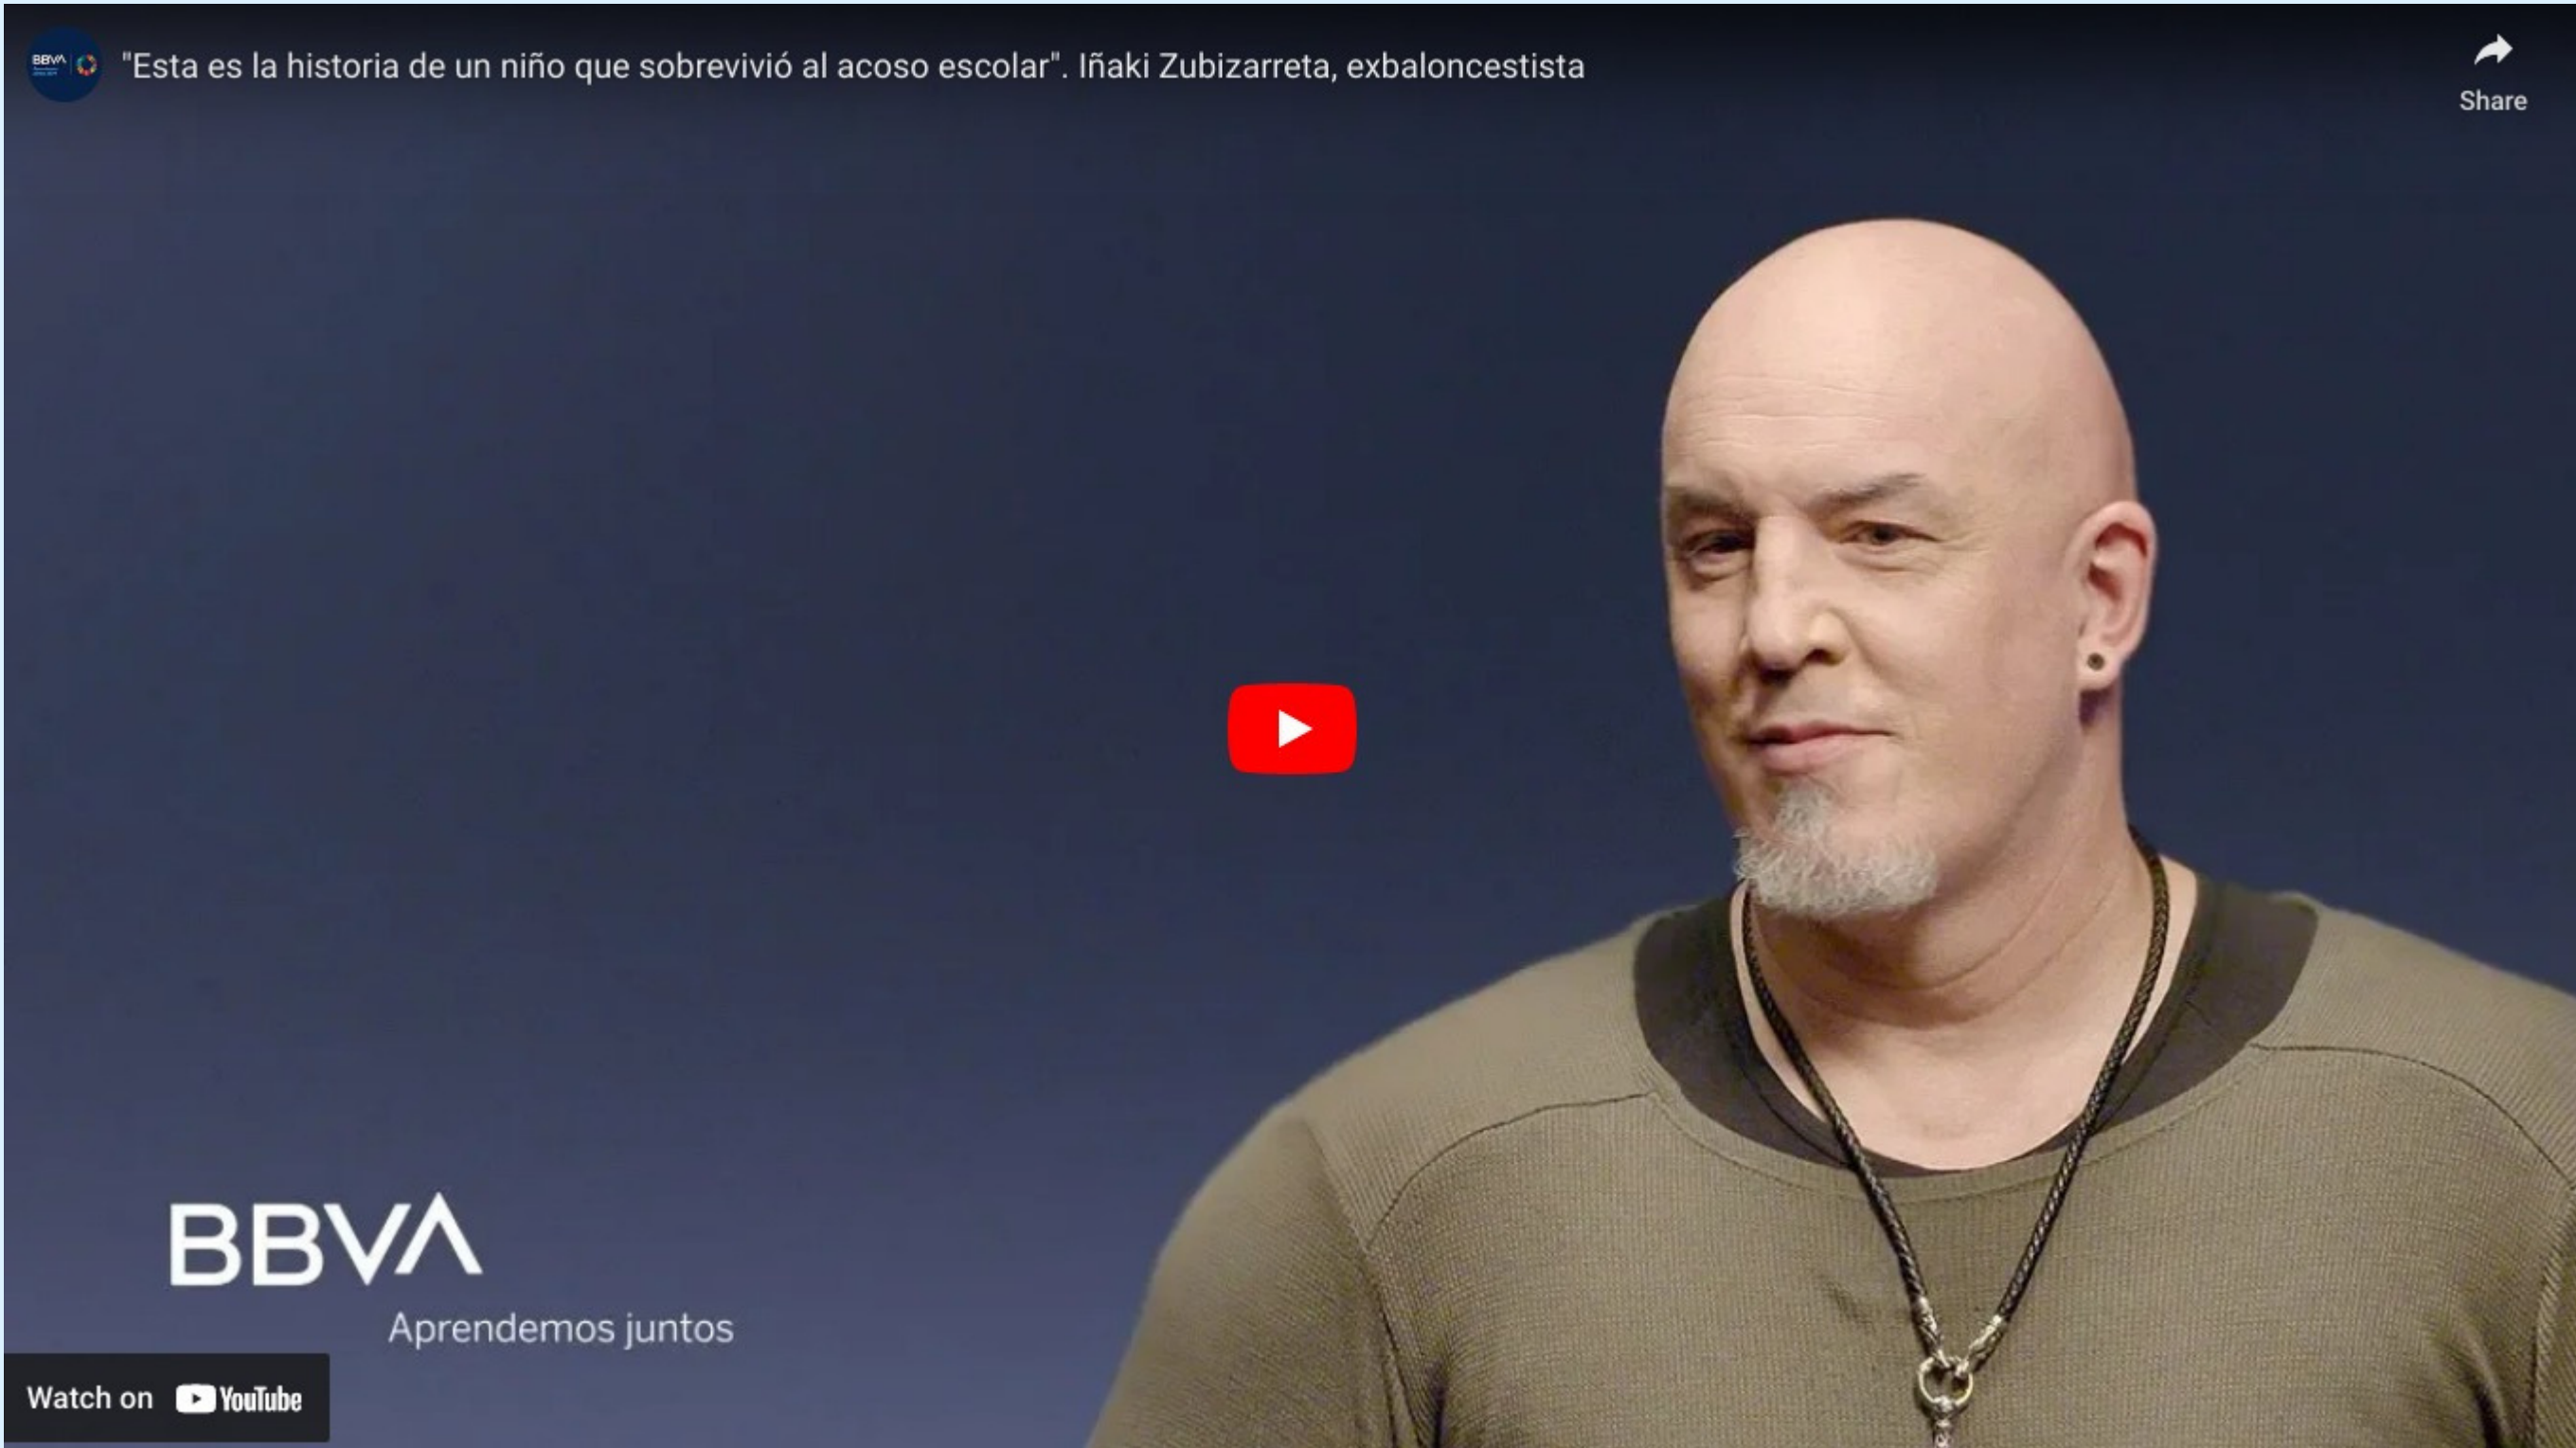 BBVA
"Esta es la historia de un niño que sobrevivió al acoso escolar". Iñaki Zubizarreta, exbaloncestista
Share
BBVA
Aprendemos juntos
Watch on YouTube